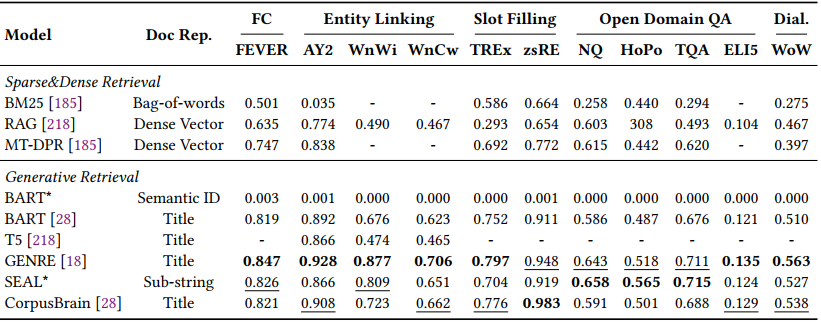 Model Doc Rep. FC Entity Linking Slot Filling Open Domain QA Dial.
FEVER AY2 WnWi WnCw TREx zsRE NQ HoPo TQA ELI5 WoW
Sparse&Dense Retrieval
BM25 [185] Bag-of-words 0.501 0.035 - - 0.586 0.664 0.258 0.440 0.294 - 0.275
RAG [218] Dense Vector 0.635 0.774 0.490 0.467 0.293 0.654 0.603 308 0.493 0.104 0.467
MT-DPR [185] Dense Vector 0.747 0.838 - - 0.692 0.772 0.615 0.442 0.620 - 0.397
Generative Retrieval
BART★ Semantic ID 0.003 0.001 0.000 0.000 0.000 0.001 0.000 0.000 0.000 0.000 0.000
BART [28] Title 0.819 0.892 0.676 0.623 0.752 0.911 0.586 0.487 0.676 0.121 0.510
T5 [218] Title - 0.866 0.474 0.465 - - - - - - -
GENRE [18] Title 0.847 0.928 0.877 0.706 0.797 0.948 0.643 0.518 0.711 0.135 0.563
SEAL★ Sub-string 0.826 0.866 0.809 0.651 0.704 0.919 0.658 0.565 0.715 0.124 0.527
CorpusBrain [28] Title 0.821 0.908 0.723 0.662 0.776 0.983 0.591 0.501 0.688 0.129 0.538